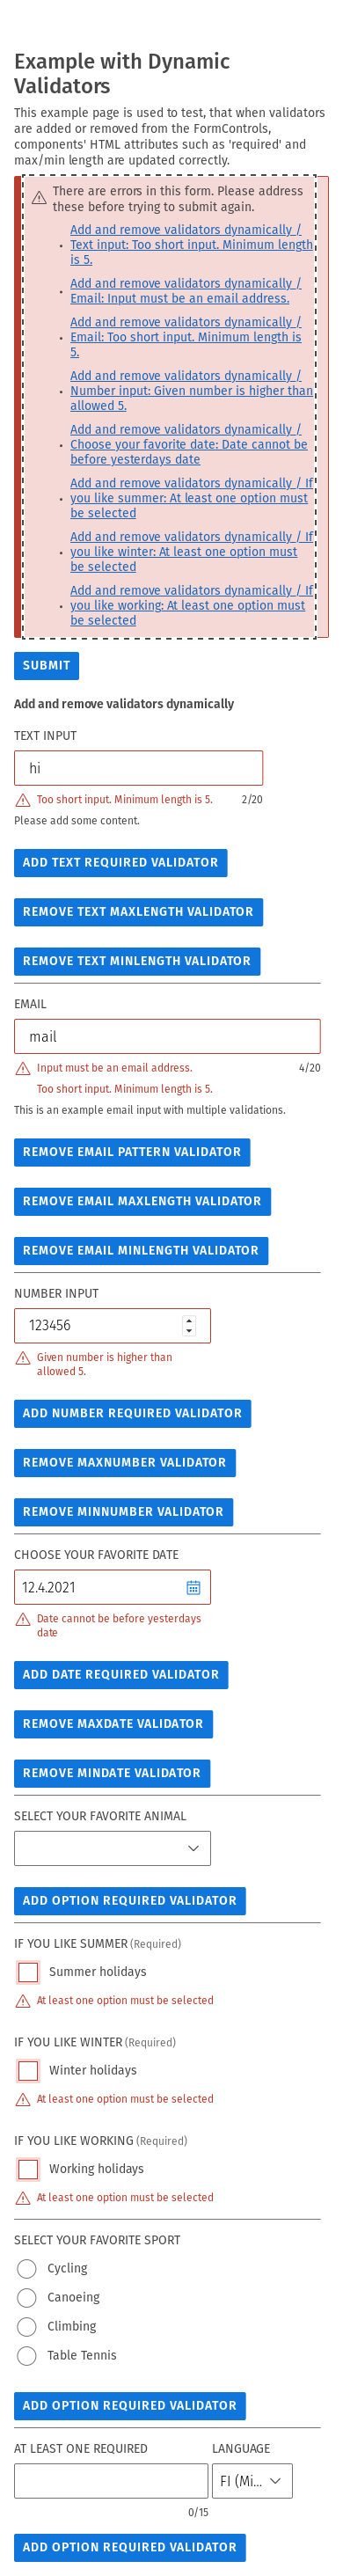 Example with Dynamic
Validators
This example page is used to test, that when validators
are added or removed from the FormControls,
components' HTML attributes such as 'required' and
max/min length are updated correctly.
There are errors in this form. Please address
these before trying to submit again.
Add and remove validators dynamically /
Text input: Too short input. Minimum length
is 5.
Add and remove validators dynamically /
Email: Input must be an email address.
Add and remove validators dynamically /
Email: Too short input. Minimum length is
5.
Add and remove validators dynamically /
Number input: Given number is higher than
allowed 5.
Add and remove validators dynamically /
Choose your favorite date: Date cannot be
before yesterdays date
Add and remove validators dynamically / If
you like summer: At least one option must
be selected
Add and remove validators dynamically / If
you like winter: At least one option must
be selected
Add and remove validators dynamically / If
you like working: At least one option must
be selected
SUBMIT
Add and remove validators dynamically
TEXT INPUT
hi
Too short input. Minimum length is 5. 2/20
Please add some content.
ADD TEXT REQUIRED VALIDATOR
REMOVE TEXT MAXLENGTH VALIDATOR
REMOVE TEXT MINLENGTH VALIDATOR
EMAIL
mail
Input must be an email address. 4/20
Too short input. Minimum length is 5.
This is an example email input with multiple validations.
REMOVE EMAIL PATTERN VALIDATOR
REMOVE EMAIL MAXLENGTH VALIDATOR
REMOVE EMAIL MINLENGTH VALIDATOR
NUMBER INPUT
123456
Given number is higher than
allowed 5.
ADD NUMBER REQUIRED VALIDATOR
REMOVE MAXNUMBER VALIDATOR
REMOVE MINNUMBER VALIDATOR
CHOOSE YOUR FAVORITE DATE
12.4.2021
Date cannot be before yesterdays
date
ADD DATE REQUIRED VALIDATOR
REMOVE MAXDATE VALIDATOR
REMOVE MINDATE VALIDATOR
SELECT YOUR FAVORITE ANIMAL
ADD OPTION REQUIRED VALIDATOR
IF YOU LIKE SUMMER (Required)
Summer holidays
At least one option must be selected
IF YOU LIKE WINTER (Required)
Winter holidays
At least one option must be selected
IF YOU LIKE WORKING (Required)
Working holidays
At least one option must be selected
SELECT YOUR FAVORITE SPORT
Cycling
Canoeing
Climbing
Table Tennis
ADD OPTION REQUIRED VALIDATOR
AT LEAST ONE REQUIRED LANGUAGE
FI (Mi...
0/15
ADD OPTION REQUIRED VALIDATOR